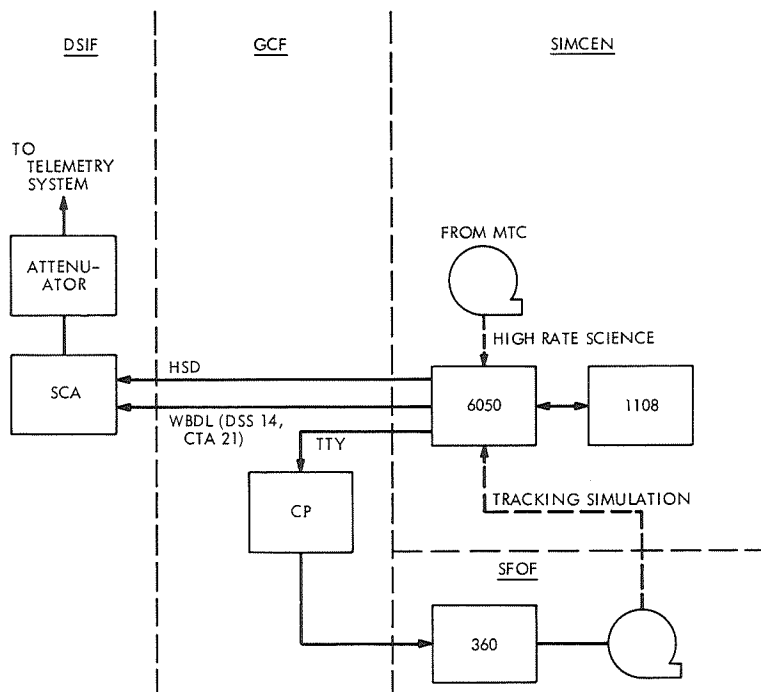 DSIF
GCF
SIMCEN
TO
TELEMETRY
SYSTEM
ATTENU-
ATOR
SCA
HSD
WBDL (DSS 14,
CTA 21)
TTY
CP
FROM MTC
HIGH RATE SCIENCE
6050
1108
TRACKING SIMULATION
SFOF
360